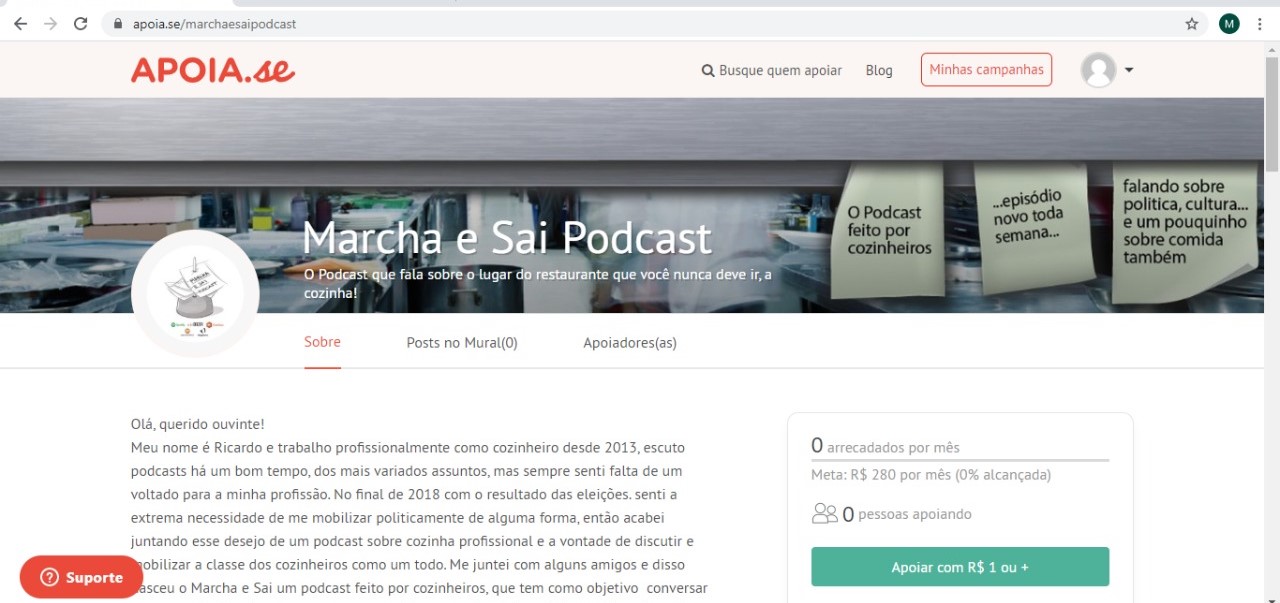 apoia.se/marchaesaipodcast
M
APOIA.se
Busque quem apoiar
Blog
Minhas campanhas
Marcha e Sai Podcast
O Podcast que fala sobre o lugar do restaurante que você nunca deve ir, a
cozinha!
O Podcast
feito por
cozinheiros
...episódio
novo toda
semana...
falando sobre
politica, cultura...
e um pouquinho
sobre comida
também
Sobre
Posts no Mural(0)
Apoiadores(as)
Olá, querido ouvinte!
Meu nome é Ricardo e trabalho profissionalmente como cozinheiro desde 2013, escuto
podcasts há um bom tempo, dos mais variados assuntos, mas sempre senti falta de um
voltado para a minha profissão. No final de 2018 com o resultado das eleições. senti a
extrema necessidade de me mobilizar politicamente de alguma forma, então acabei
juntando esse desejo de um podcast sobre cozinha profissional e a vontade de discutir e
mobilizar a classe dos cozinheiros como um todo. Me juntei com alguns amigos e disso
nasceu o Marcha e Sai um podcast feito por cozinheiros, que tem como objetivo conversar
0 arrecadados por mês
Meta: R$ 280 por mês (0% alcançada)
0 pessoas apoiando
Apoiar com R$ 1 ou +
Suporte